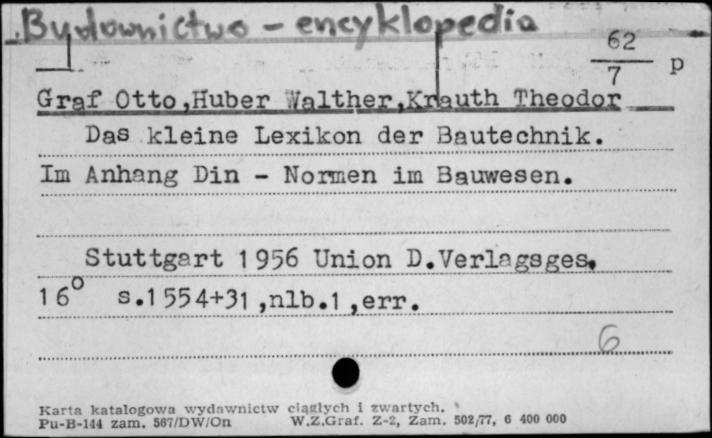 Budownictwo - encyklopedia
62
7 p
Graf Otto,Huber Walther,Krauth Theodor
Das kleine Lexikon der Bautechnik.
Im Anhang Din - Normen im Bauwesen.
Stuttgart 1956 Union D.Verlagsges.
16° s.1554+31,nlb.1,err.
6
Karta katalogowa wydawnictw ciągłych i zwartych.
Pu-B-144 zam. 567/DW/On W.Z.Graf. Z-2, Zam. 502/77, 6 400 000